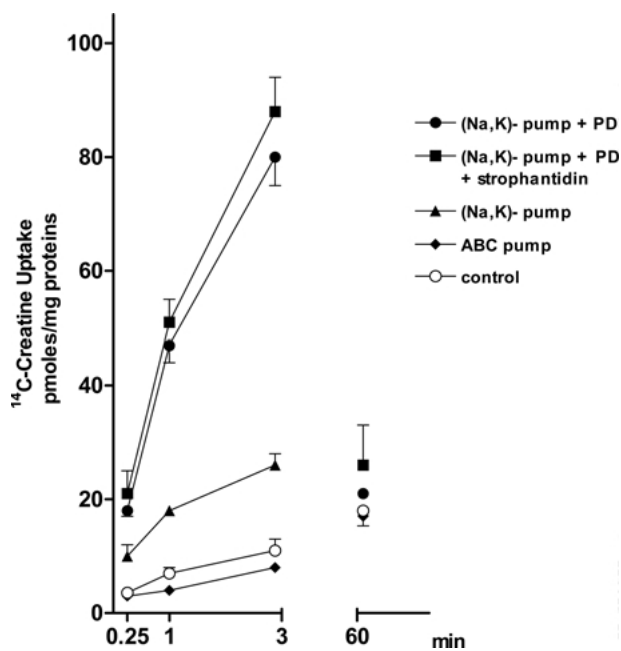 100
80
60
40
20
0
¹⁴C-Creatine Uptake
pmoles/mg proteins
0.25
1
3
60
min
(Na,K)- pump + PD
(Na,K)- pump + PD
+ strophantidin
(Na,K)- pump
ABC pump
control